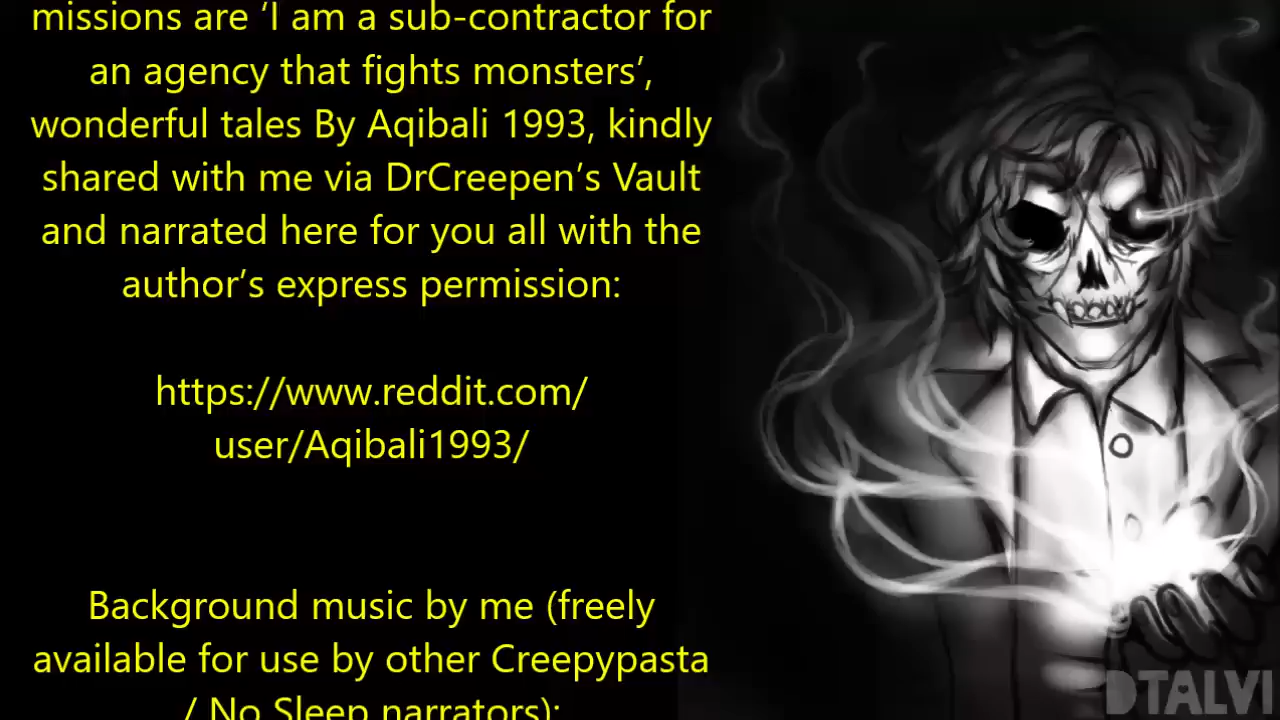 missions are ‘I am a sub-contractor for
an agency that fights monsters’,
wonderful tales By Aqibali 1993, kindly
shared with me via DrCreepen’s Vault
and narrated here for you all with the
author’s express permission:
https://www.reddit.com/
user/Aqibali1993/
Background music by me (freely
available for use by other Creepypasta
/ No Sleep narrators):
DTALVI